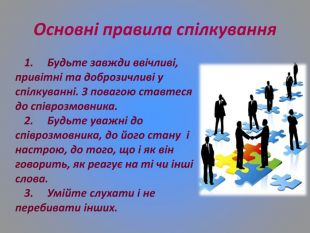 Основні правила спілкування
1. Будьте завжди ввічливі,
привітні та доброзичливі у
спілкуванні. З повагою ставтеся
до співрозмовника.
2. Будьте уважні до
співрозмовника, до його стану і
настрою, до того, що і як він
говорить, як реагує на ті чи інші
слова.
3. Умійте слухати і не
перебивати інших.